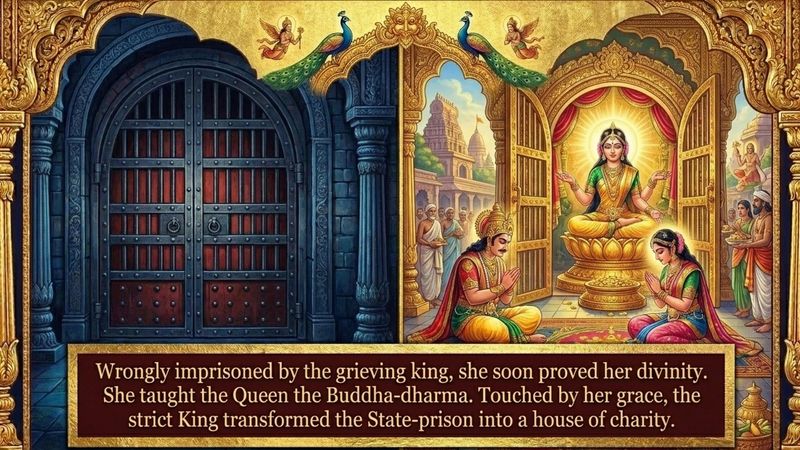 Wrongly imprisoned by the grieving king, she soon proved her divinity.
She taught the Queen the Buddha-dharma. Touched by her grace, the
strict King transformed the State-prison into a house of charity.